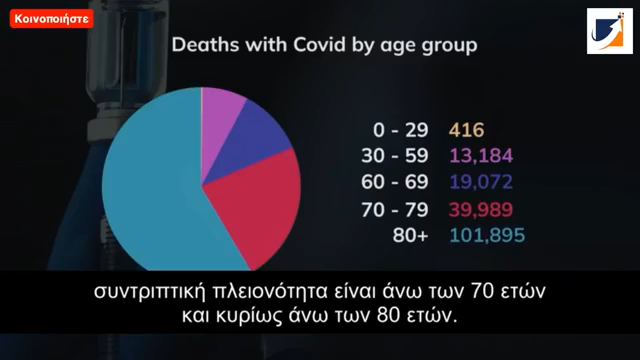 Κοινοποιήστε
Deaths with Covid by age group
0 - 29 416
30 - 59 13,184
60 - 69 19,072
70 - 79 39,989
80+ 101,895
συντριπτική πλειονότητα είναι άνω των 70 ετών
και κυρίως άνω των 80 ετών.